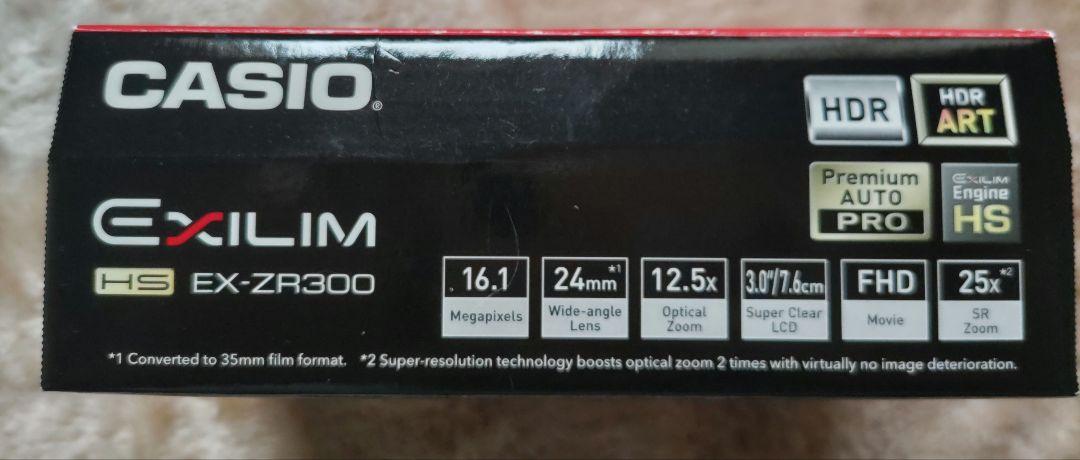 CASIO®
HDR
HDR
ART
Premium
AUTO
PRO
EXILIM
Engine
HS
EXILIM
HS EX-ZR300
16.1
Megapixels
24mm*1
Wide-angle
Lens
12.5x
Optical
Zoom
3.0"/7.6cm
Super Clear
LCD
FHD
Movie
25x*2
SR
Zoom
*1 Converted to 35mm film format. *2 Super-resolution technology boosts optical zoom 2 times with virtually no image deterioration.